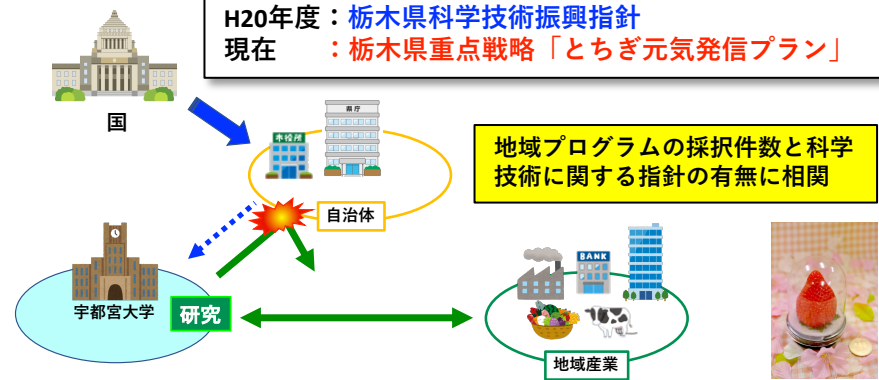 H20年度：栃木県科学技術振興指針
現在　　：栃木県重点戦略「とちぎ元気発信プラン」
国
県庁
市役所
地域プログラムの採択件数と科学
技術に関する指針の有無に相関
自治体
BANK
宇都宮大学
研究
地域産業